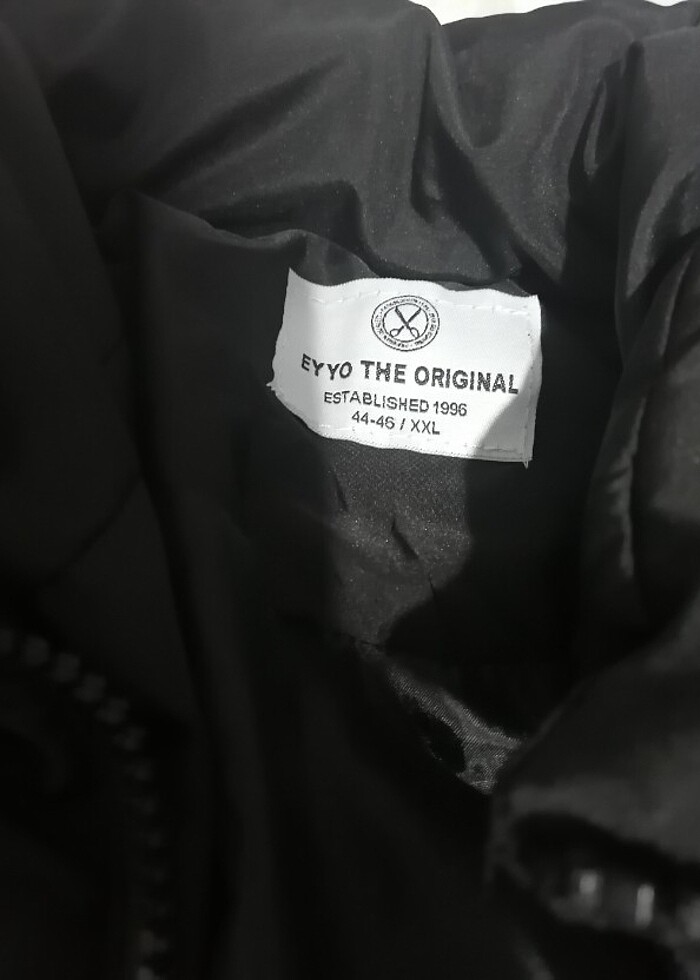 EYYO THE ORIGINAL
ESTABLISHED 1996
44-46 / XXL